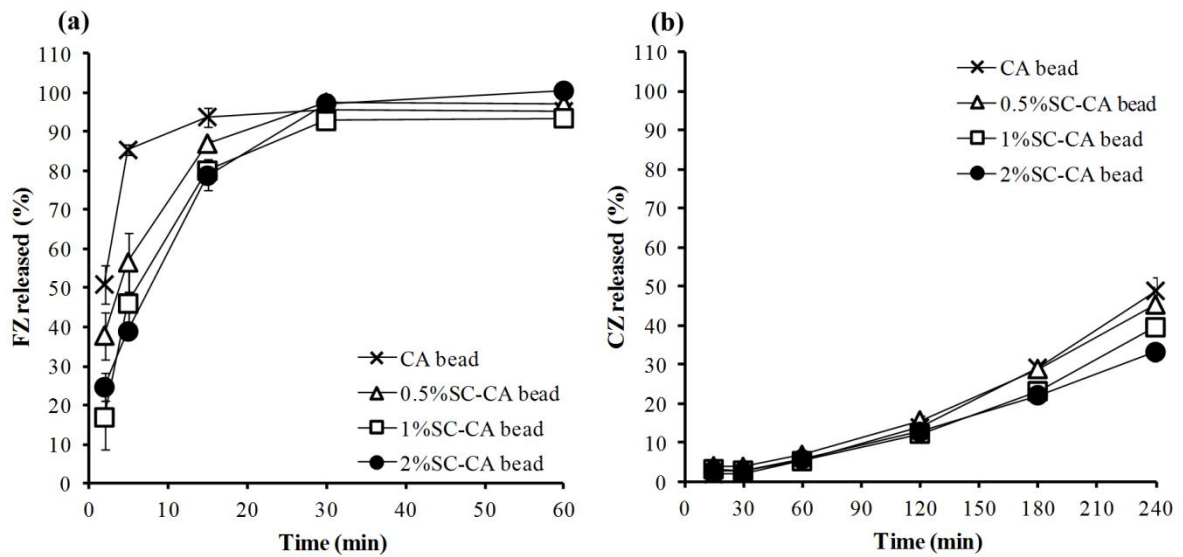 (a)
FZ released (%)
110
100
90
80
70
60
50
40
30
20
10
0
0 10 20 30 40 50 60
Time (min)
CA bead
0.5%SC-CA bead
1%SC-CA bead
2%SC-CA bead
(b)
CZ released (%)
110
100
90
80
70
60
50
40
30
20
10
0
0 30 60 90 120 150 180 210 240
Time (min)
CA bead
0.5%SC-CA bead
1%SC-CA bead
2%SC-CA bead